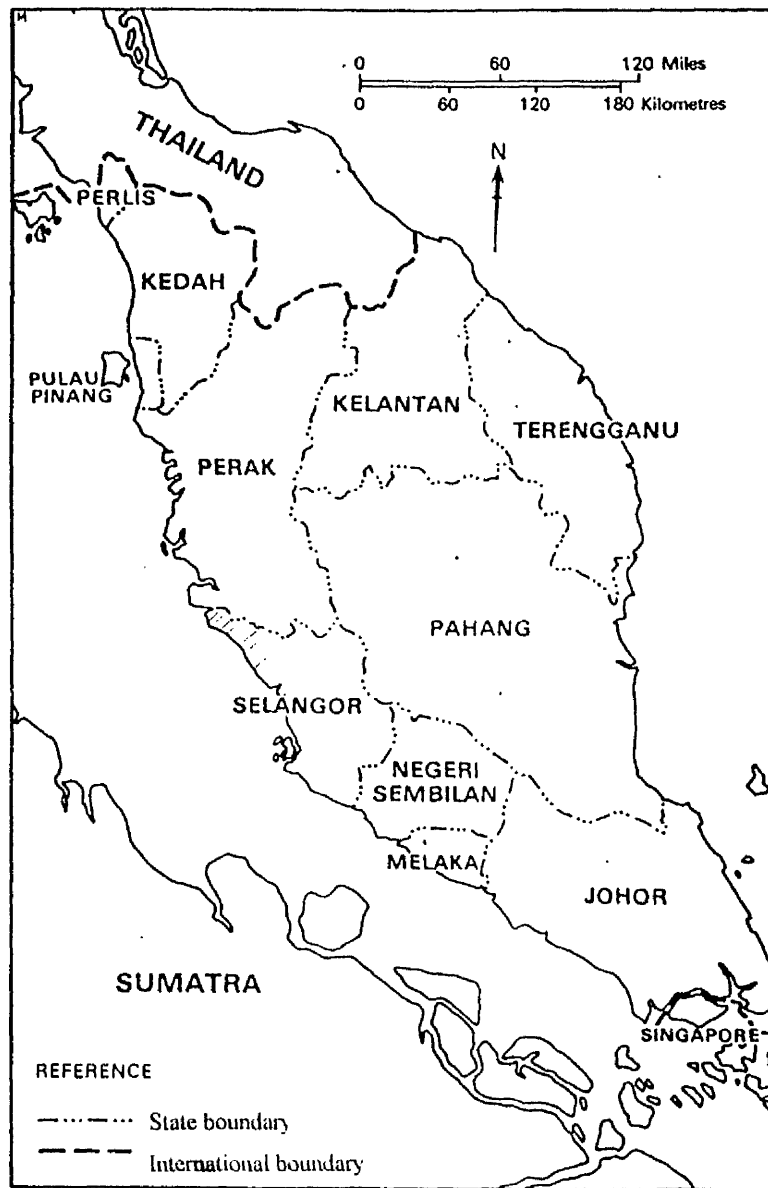 H
0 60 120 Miles
0 60 120 180 Kilometres
N
THAILAND
PERLIS
KEDAH
PULAU
PINANG
KELANTAN
TERENGGANU
PERAK
PAHANG
SELANGOR
NEGERI
SEMBILAN
MELAKA
JOHOR
SUMATRA
SINGAPORE
REFERENCE
State boundary
International boundary